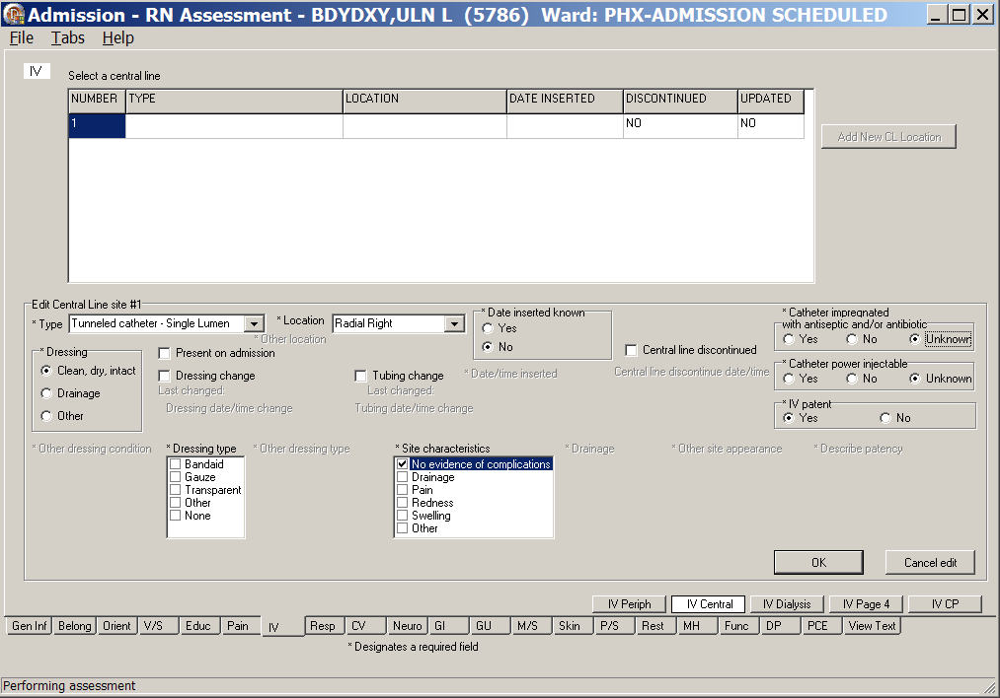 Admission - RN Assessment - BDYDXY,ULN L (5786) Ward: PHX-ADMISSION SCHEDULED
File Tabs Help
IV
Select a central line
NUMBER TYPE LOCATION DATE INSERTED DISCONTINUED UPDATED
1 NO NO
Add New CL Location
Edit Central Line site #1
* Type Tunneled catheter - Single Lumen * Location Radial Right
* Other location
* Date inserted known
Yes
No
* Date/time inserted
Central line discontinued
Central line discontinue date/time
* Catheter impregnated
with antiseptic and/or antibiotic
Yes No Unknown
* Catheter power injectable
Yes No Unknown
* IV patent
Yes No
* Dressing
Clean, dry, intact
Drainage
Other
Present on admission
Dressing change
Last changed:
Dressing date/time change
Tubing change
Last changed:
Tubing date/time change
* Other dressing condition
* Dressing type
Bandaid
Gauze
Transparent
Other
None
* Other dressing type
* Site characteristics
No evidence of complications
Drainage
Pain
Redness
Swelling
Other
* Drainage
* Other site appearance
* Describe patency
OK Cancel edit
IV Periph IV Central IV Dialysis IV Page 4 IV CP
Gen Inf Belong Orient V/S Educ Pain IV Resp CV Neuro GI GU M/S Skin P/S Rest MH Func DP PCE View Text
* Designates a required field
Performing assessment